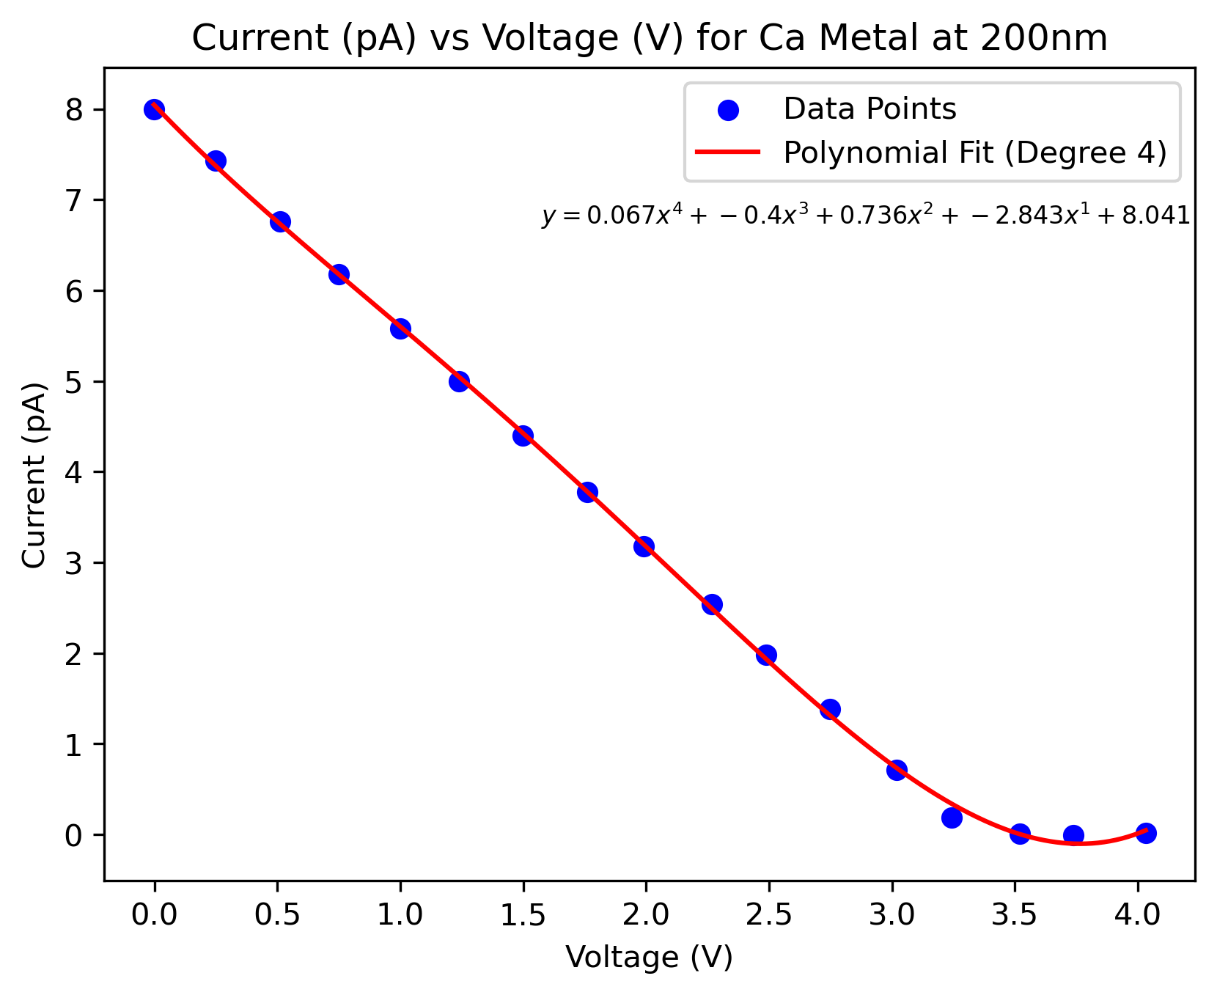 Current (pA) vs Voltage (V) for Ca Metal at 200nm
Data Points
Polynomial Fit (Degree 4)
y = 0.067x⁴ + −0.4x³ + 0.736x² + −2.843x¹ + 8.041
Current (pA)
8
7
6
5
4
3
2
1
0
0.0 0.5 1.0 1.5 2.0 2.5 3.0 3.5 4.0
Voltage (V)